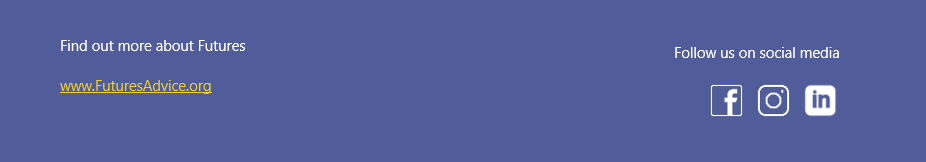 Find out more about Futures
www.FuturesAdvice.org
Follow us on social media